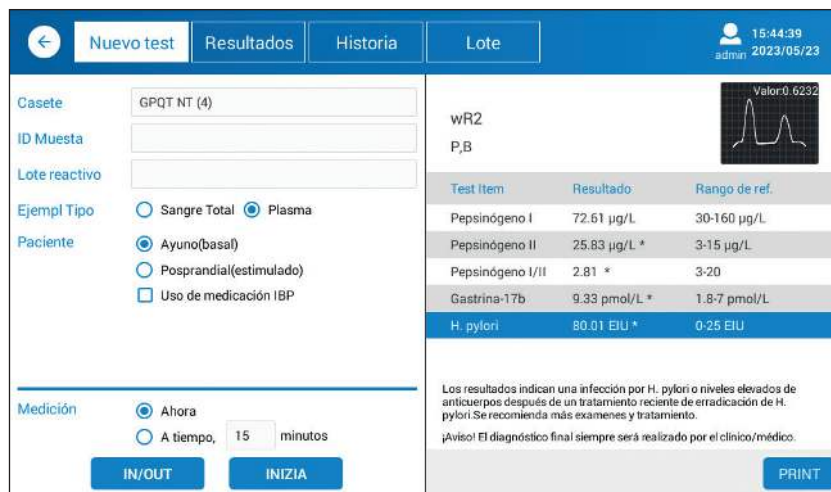 Nuevo test Resultados Historia Lote
15:44:39
admin 2023/05/23
Casete GPQT NT (4)
ID Muesta
Lote reactivo
Ejempl Tipo Sangre Total Plasma
Paciente Ayuno(basal)
Posprandial(estimulado)
Uso de medicación IBP
Medición Ahora
A tiempo, 15 minutos
IN/OUT INIZIA
Valor:0.6232
wR2
P,B
Test Item Resultado Rango de ref.
Pepsinógeno I 72.61 µg/L 30-160 µg/L
Pepsinógeno II 25.83 µg/L * 3-15 µg/L
Pepsinógeno I/II 2.81 * 3-20
Gastrina-17b 9.33 pmol/L * 1.8-7 pmol/L
H. pylori 80.01 EIU * 0-25 EIU
Los resultados indican una infección por H. pylori o niveles elevados de
anticuerpos después de un tratamiento reciente de erradicación de H.
pylori.Se recomienda más examenes y tratamiento.
¡Aviso! El diagnóstico final siempre será realizado por el clínico/médico.
PRINT